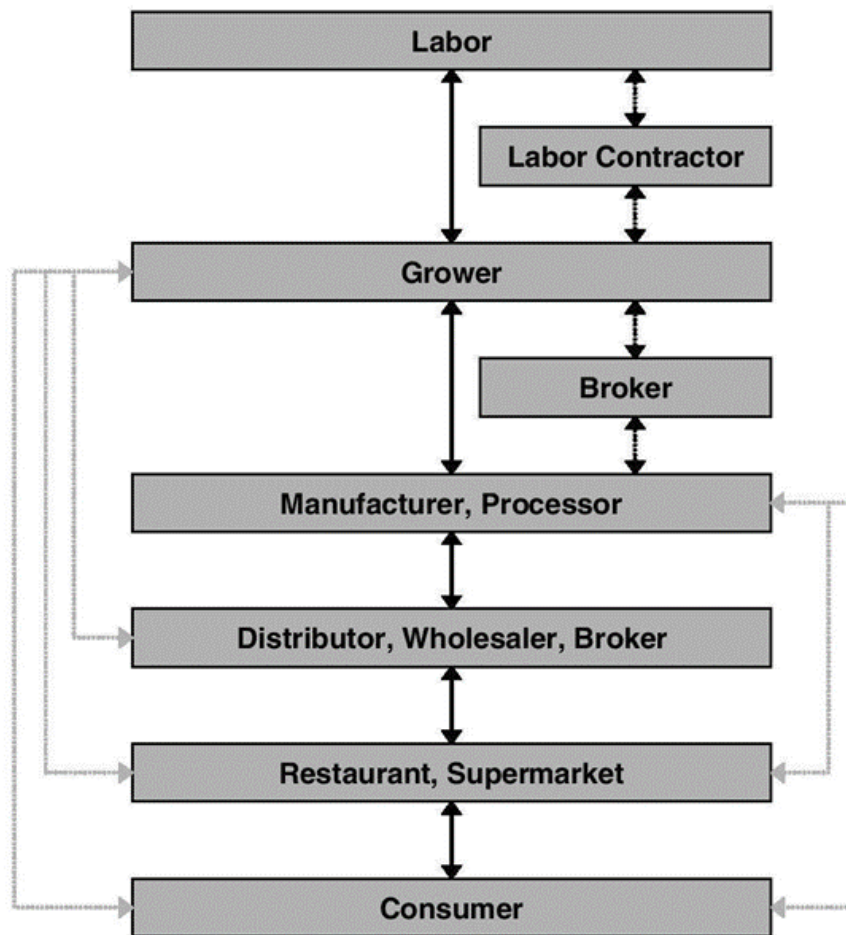 Labor
Labor Contractor
Grower
Broker
Manufacturer, Processor
Distributor, Wholesaler, Broker
Restaurant, Supermarket
Consumer